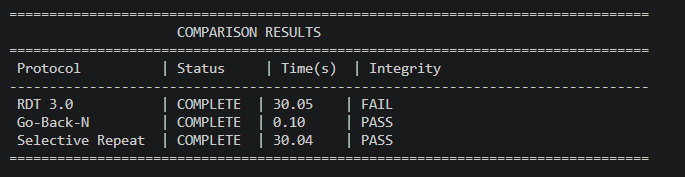 ================================================================================
COMPARISON RESULTS
================================================================================
Protocol | Status | Time(s) | Integrity
--------------------------------------------------------------------------------
RDT 3.0 | COMPLETE | 30.05 | FAIL
Go-Back-N | COMPLETE | 0.10 | PASS
Selective Repeat | COMPLETE | 30.04 | PASS
================================================================================